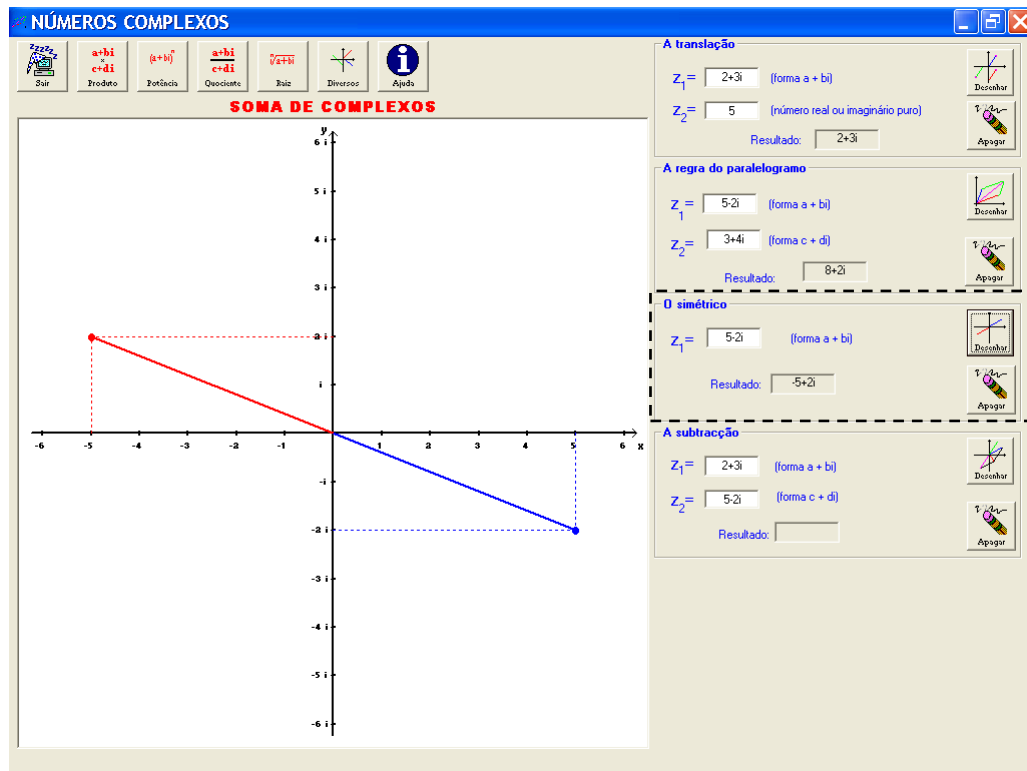 NÚMEROS COMPLEXOS
zzzzz
Sair
a+bi
×
c+di
Produto
(a+bi)ⁿ
Potência
a+bi
c+di
Quociente
ⁿ√a+bi
Raiz
Diversos
i
Ajuda
SOMA DE COMPLEXOS
y
6 i
5 i
4 i
3 i
2 i
i
-6 -5 -4 -3 -2 -1 1 2 3 4 5 6 x
-i
-2 i
-3 i
-4 i
-5 i
-6 i
A translação
z1= 2+3i (forma a + bi)
Desenhar
z2= 5 (número real ou imaginário puro)
Resultado: 2+3i
Apagar
A regra do paralelogramo
z1= 5-2i (forma a + bi)
Desenhar
z2= 3+4i (forma c + di)
Resultado: 8+2i
Apagar
O simétrico
z1= 5-2i (forma a + bi)
Desenhar
Resultado: -5+2i
Apagar
A subtracção
z1= 2+3i (forma a + bi)
Desenhar
z2= 5-2i (forma c + di)
Resultado:
Apagar